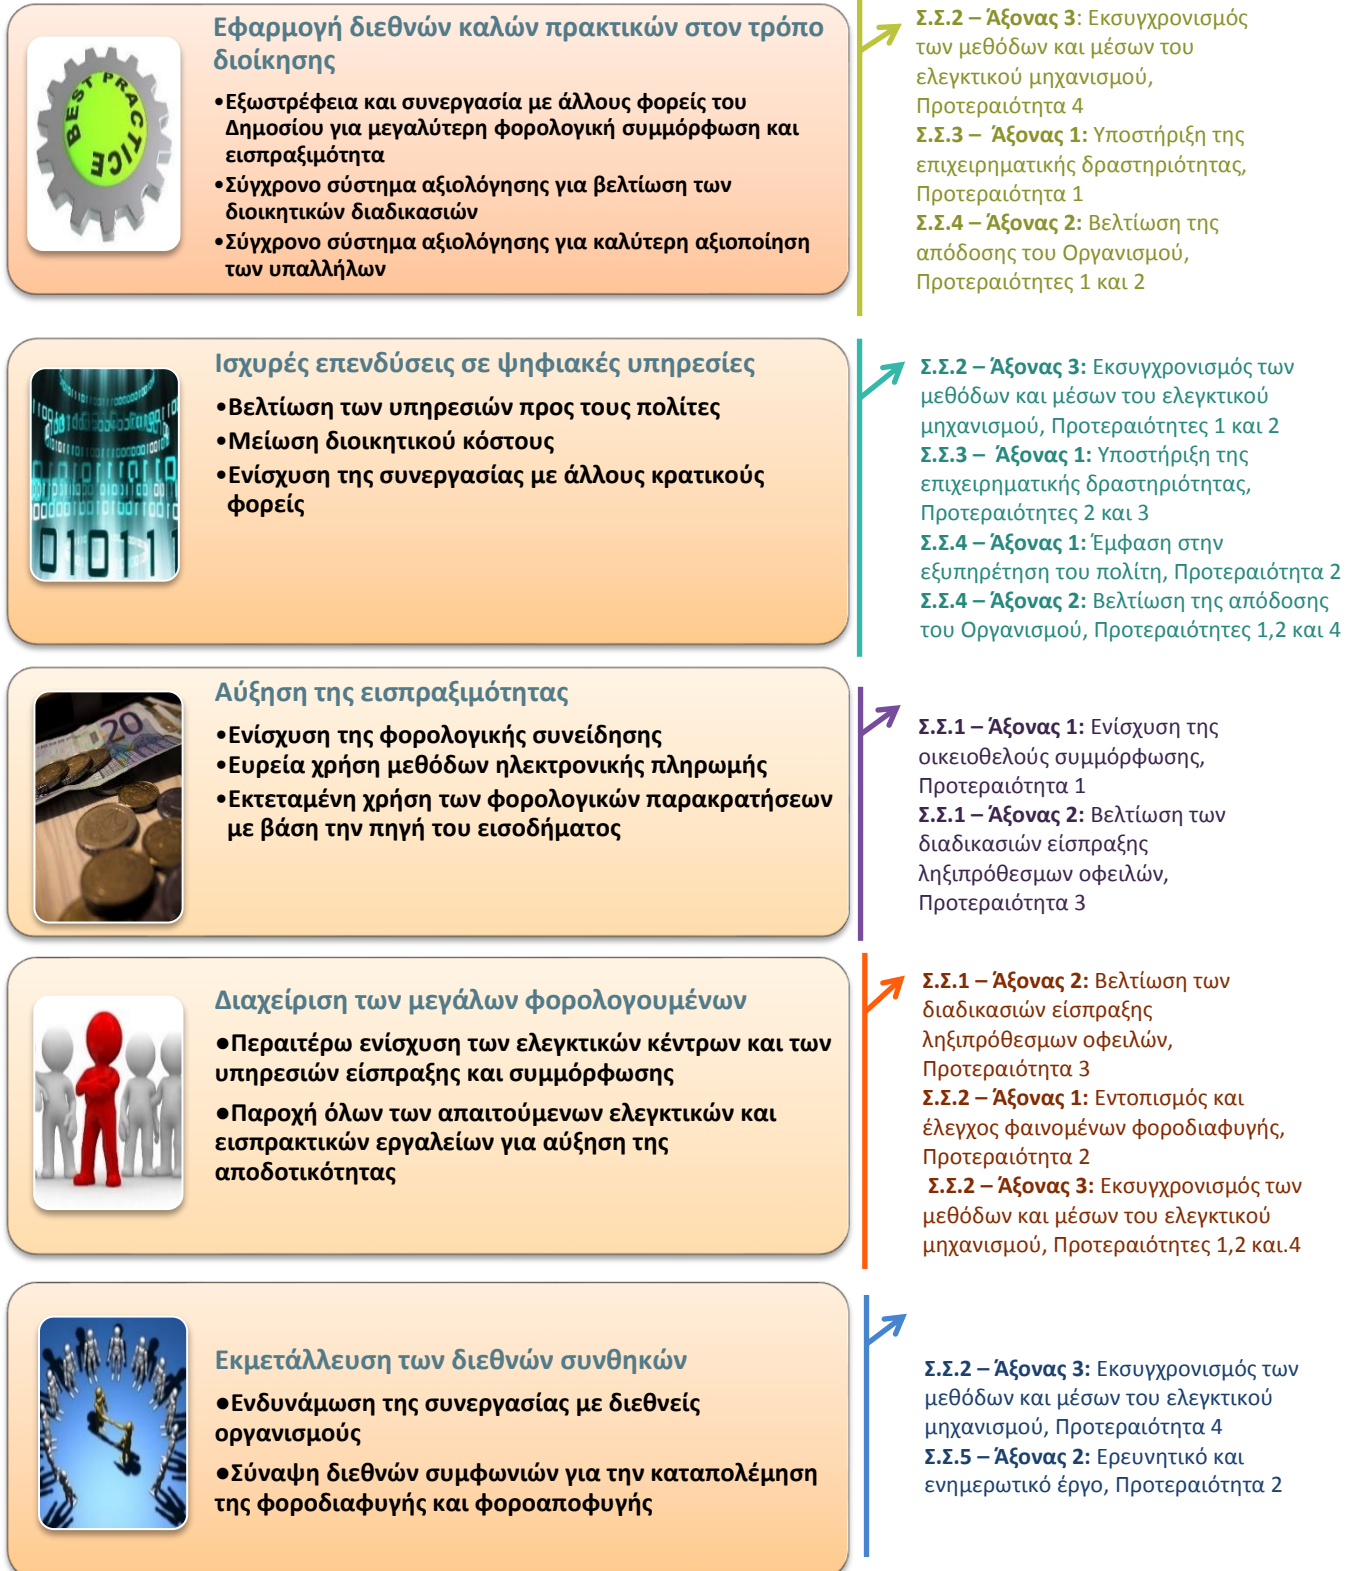 Εφαρμογή διεθνών καλών πρακτικών στον τρόπο
διοίκησης
BEST PRACTICE
•Εξωστρέφεια και συνεργασία με άλλους φορείς του
Δημοσίου για μεγαλύτερη φορολογική συμμόρφωση και
εισπραξιμότητα
•Σύγχρονο σύστημα αξιολόγησης για βελτίωση των
διοικητικών διαδικασιών
•Σύγχρονο σύστημα αξιολόγησης για καλύτερη αξιοποίηση
των υπαλλήλων
Σ.Σ.2 – Άξονας 3: Εκσυγχρονισμός
των μεθόδων και μέσων του
ελεγκτικού μηχανισμού,
Προτεραιότητα 4
Σ.Σ.3 – Άξονας 1: Υποστήριξη της
επιχειρηματικής δραστηριότητας,
Προτεραιότητα 1
Σ.Σ.4 – Άξονας 2: Βελτίωση της
απόδοσης του Οργανισμού,
Προτεραιότητες 1 και 2
Ισχυρές επενδύσεις σε ψηφιακές υπηρεσίες
•Βελτίωση των υπηρεσιών προς τους πολίτες
•Μείωση διοικητικού κόστους
•Ενίσχυση της συνεργασίας με άλλους κρατικούς
φορείς
010111
Σ.Σ.2 – Άξονας 3: Εκσυγχρονισμός των
μεθόδων και μέσων του ελεγκτικού
μηχανισμού, Προτεραιότητες 1 και 2
Σ.Σ.3 – Άξονας 1: Υποστήριξη της
επιχειρηματικής δραστηριότητας,
Προτεραιότητες 2 και 3
Σ.Σ.4 – Άξονας 1: Έμφαση στην
εξυπηρέτηση του πολίτη, Προτεραιότητα 2
Σ.Σ.4 – Άξονας 2: Βελτίωση της απόδοσης
του Οργανισμού, Προτεραιότητες 1,2 και 4
Αύξηση της εισπραξιμότητας
20
•Ενίσχυση της φορολογικής συνείδησης
•Ευρεία χρήση μεθόδων ηλεκτρονικής πληρωμής
•Εκτεταμένη χρήση των φορολογικών παρακρατήσεων
με βάση την πηγή του εισοδήματος
Σ.Σ.1 – Άξονας 1: Ενίσχυση της
οικειοθελούς συμμόρφωσης,
Προτεραιότητα 1
Σ.Σ.1 – Άξονας 2: Βελτίωση των
διαδικασιών είσπραξης
ληξιπρόθεσμων οφειλών,
Προτεραιότητα 3
Διαχείριση των μεγάλων φορολογουμένων
●Περαιτέρω ενίσχυση των ελεγκτικών κέντρων και των
υπηρεσιών είσπραξης και συμμόρφωσης
●Παροχή όλων των απαιτούμενων ελεγκτικών και
εισπρακτικών εργαλείων για αύξηση της
αποδοτικότητας
Σ.Σ.1 – Άξονας 2: Βελτίωση των
διαδικασιών είσπραξης
ληξιπρόθεσμων οφειλών,
Προτεραιότητα 3
Σ.Σ.2 – Άξονας 1: Εντοπισμός και
έλεγχος φαινομένων φοροδιαφυγής,
Προτεραιότητα 2
Σ.Σ.2 – Άξονας 3: Εκσυγχρονισμός των
μεθόδων και μέσων του ελεγκτικού
μηχανισμού, Προτεραιότητες 1,2 και.4
Εκμετάλλευση των διεθνών συνθηκών
●Ενδυνάμωση της συνεργασίας με διεθνείς
οργανισμούς
●Σύναψη διεθνών συμφωνιών για την καταπολέμηση
της φοροδιαφυγής και φοροαποφυγής
Σ.Σ.2 – Άξονας 3: Εκσυγχρονισμός των
μεθόδων και μέσων του ελεγκτικού
μηχανισμού, Προτεραιότητα 4
Σ.Σ.5 – Άξονας 2: Ερευνητικό και
ενημερωτικό έργο, Προτεραιότητα 2